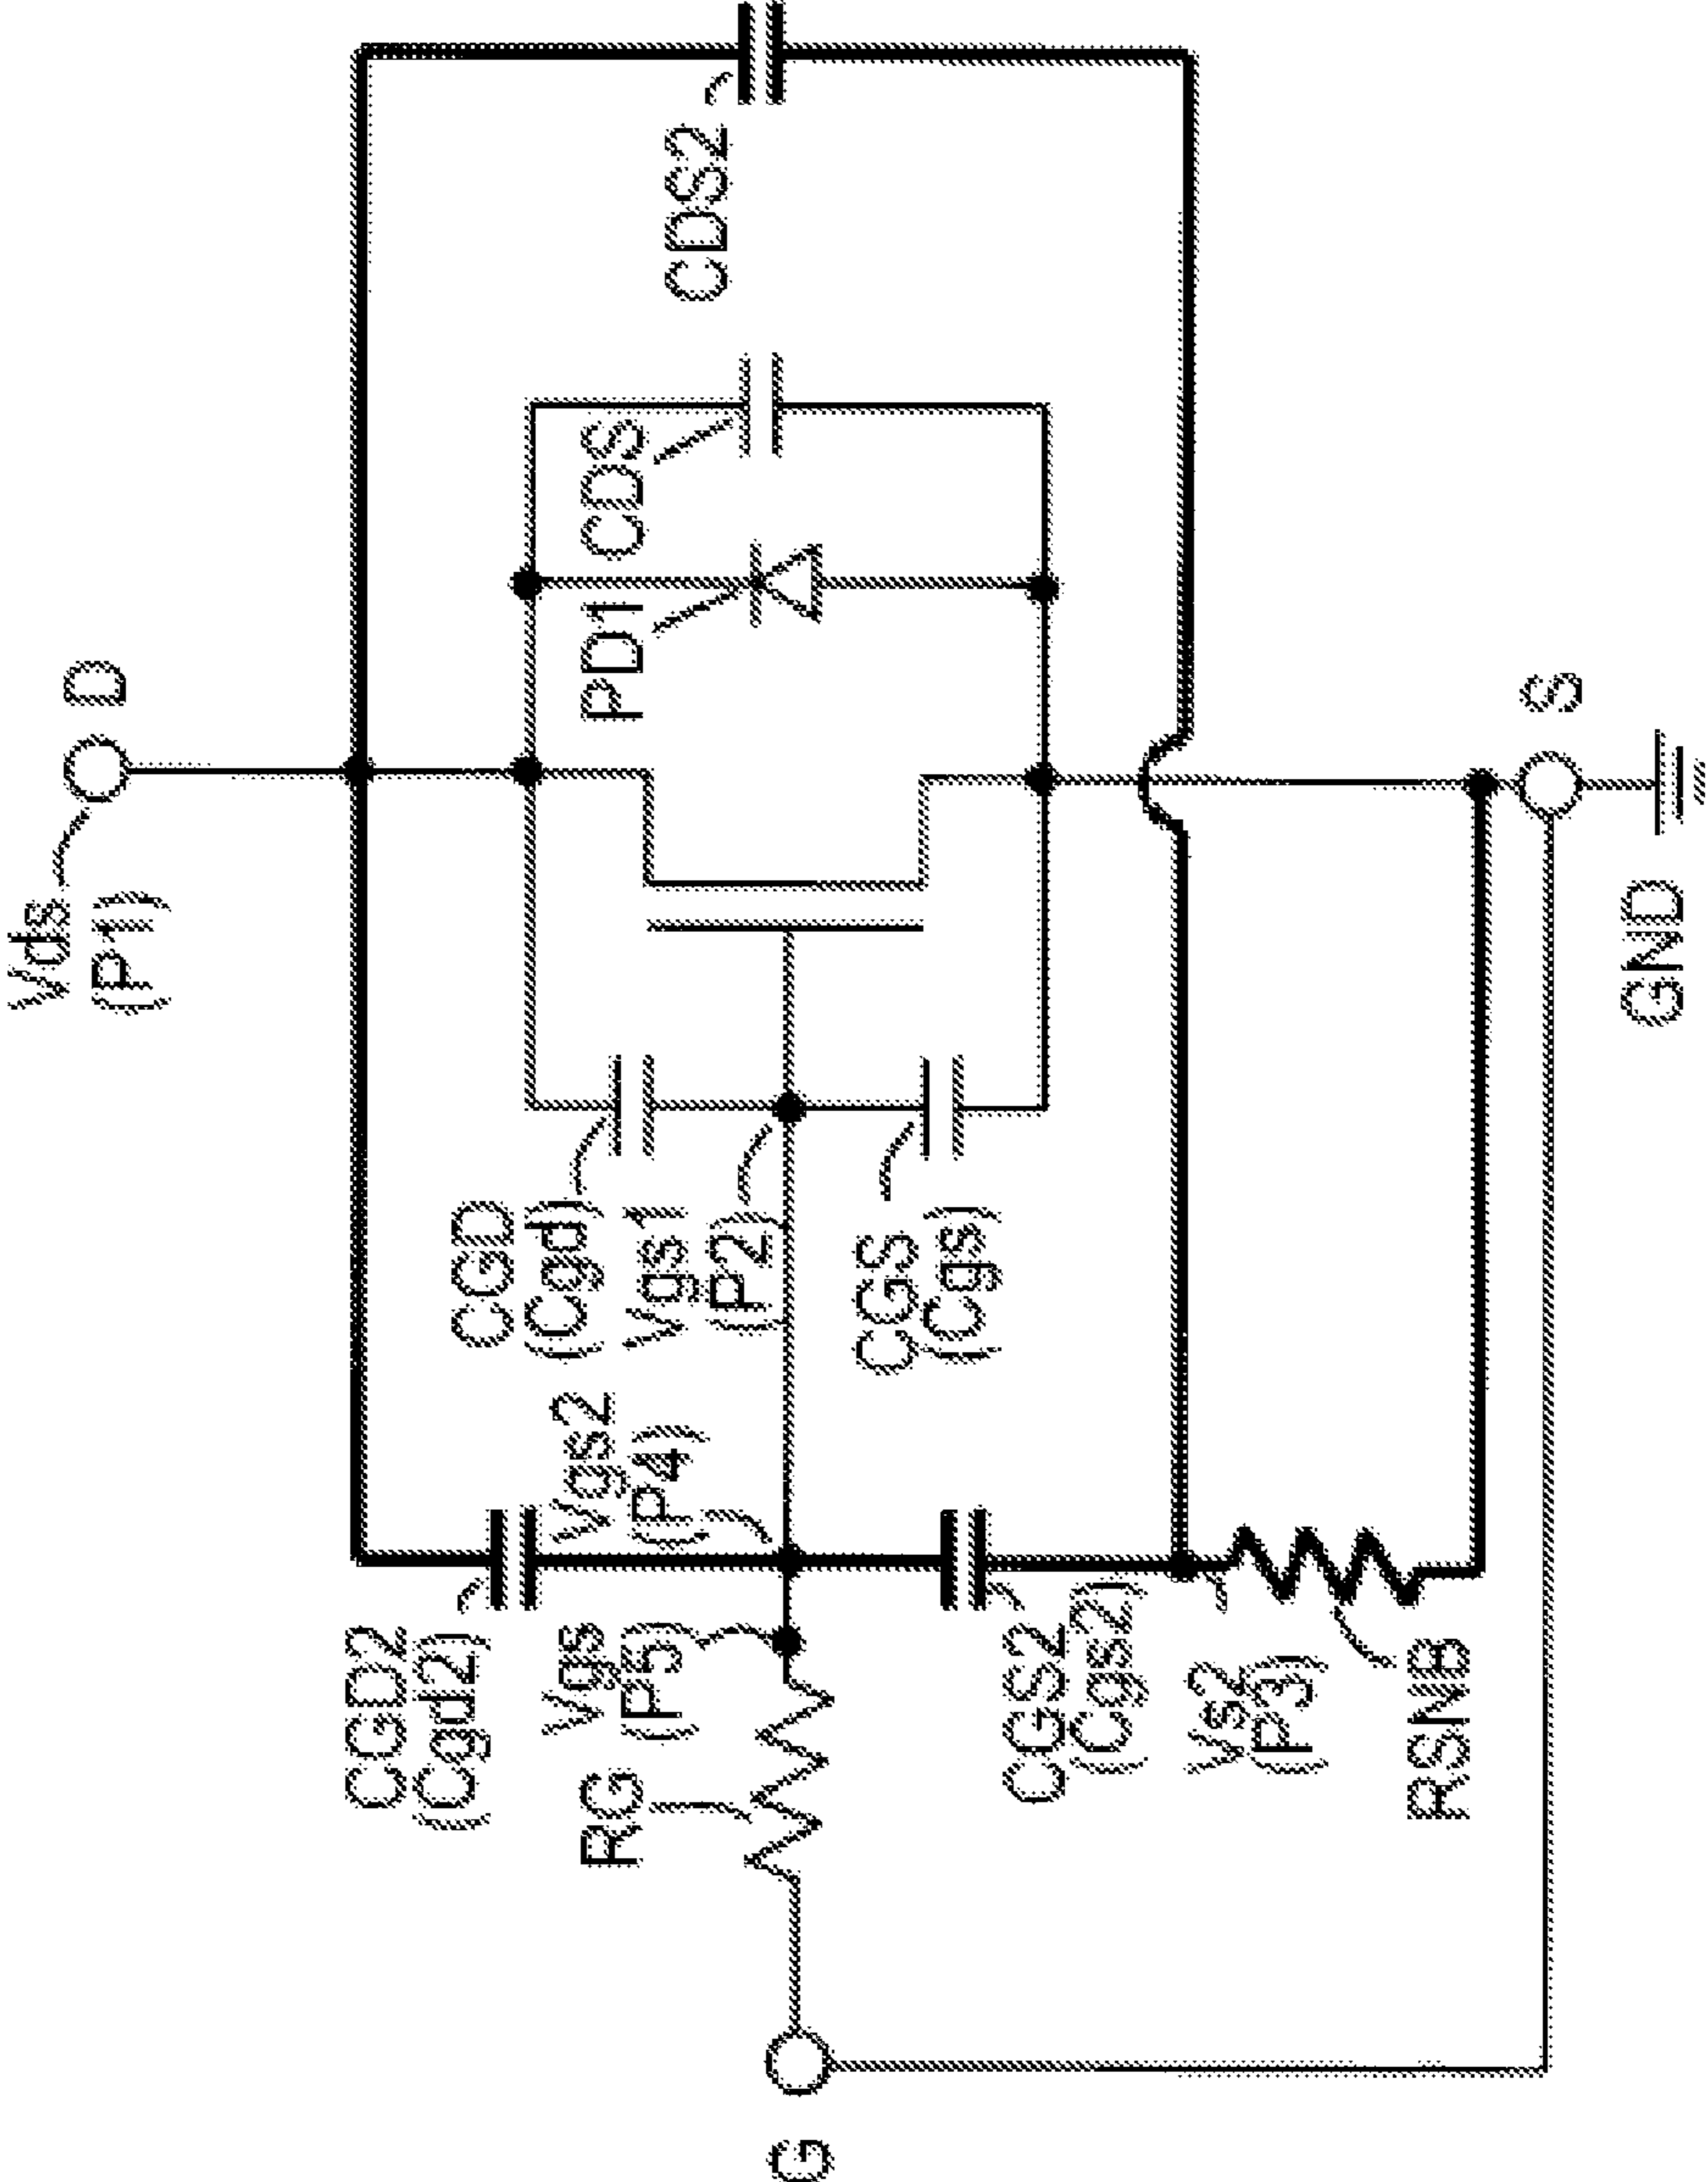 Vds
(P1)
D
CDS2
PD1
CDS
CGD
(Cgd)
Vgs1
(P2)
CGS
(Cgs)
Vgs2
(P4)
CGD2
(Cgd2)
Vgs
(P5)
RG
CGS2
(Cgs2)
Vs2
(P3)
RSNB
G
S
GND